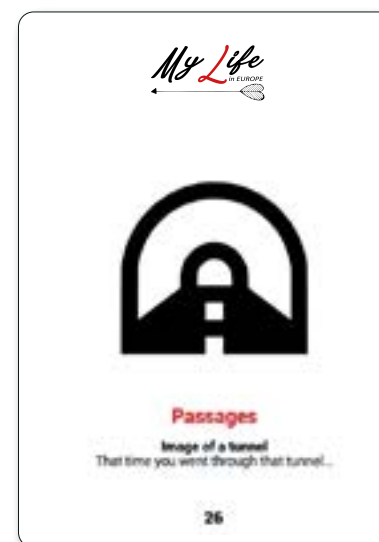 My Life
in EUROPE
Passages
Image of a tunnel
That time you went through that tunnel...
26